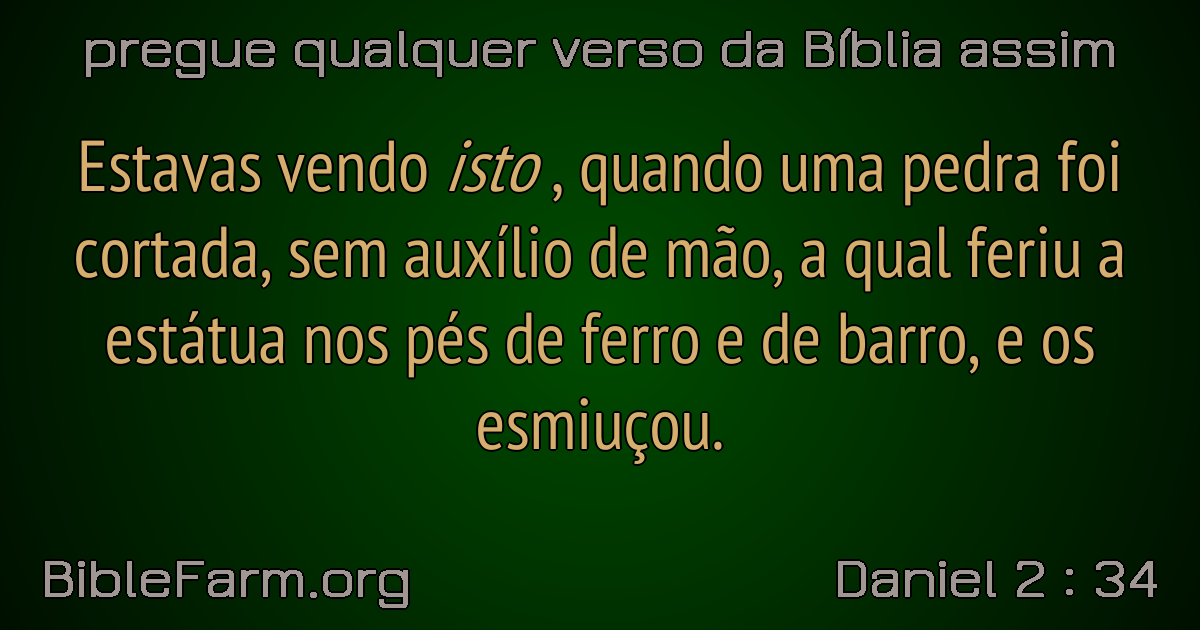 pregue qualquer verso da Bíblia assim
Estavas vendo isto , quando uma pedra foi
cortada, sem auxílio de mão, a qual feriu a
estátua nos pés de ferro e de barro, e os
esmiuçou.
BibleFarm.org
Daniel 2 : 34